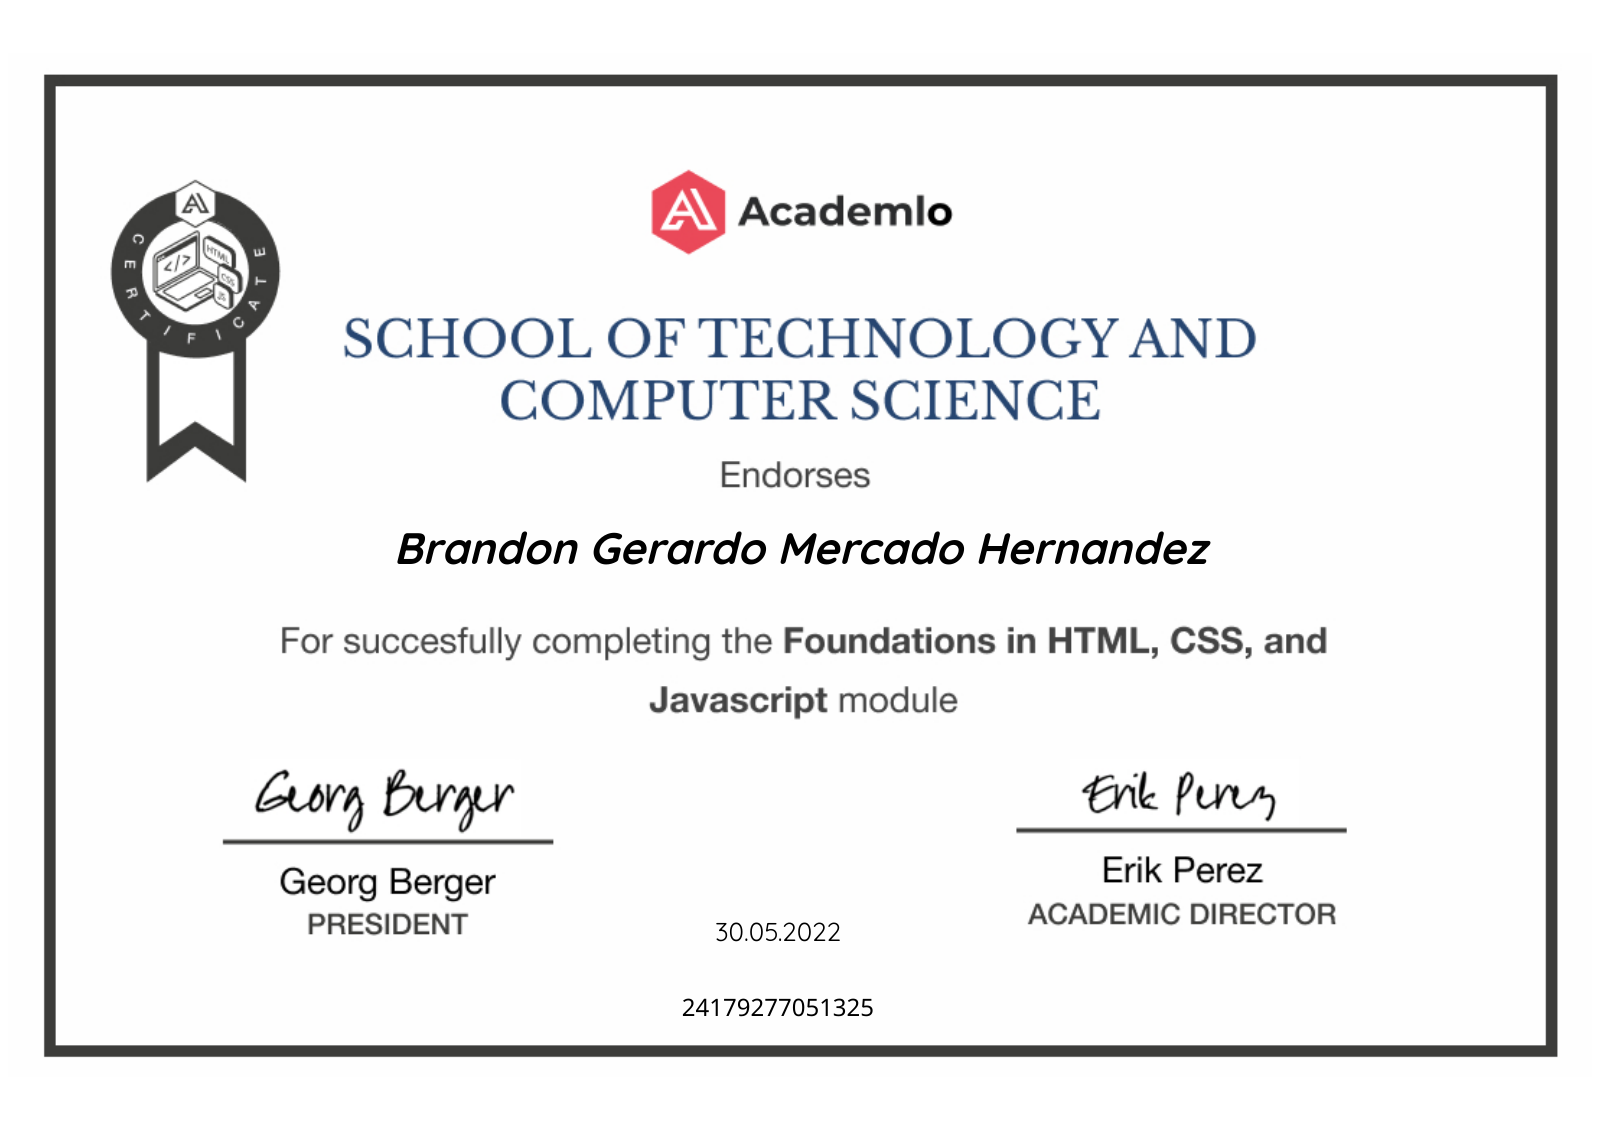 Academlo
CERTIFICATE
</>
HTML
CSS
JS
SCHOOL OF TECHNOLOGY AND
COMPUTER SCIENCE
Endorses
Brandon Gerardo Mercado Hernandez
For succesfully completing the Foundations in HTML, CSS, and
Javascript module
Georg Berger
Erik Perez
Georg Berger
Erik Perez
PRESIDENT
ACADEMIC DIRECTOR
30.05.2022
24179277051325